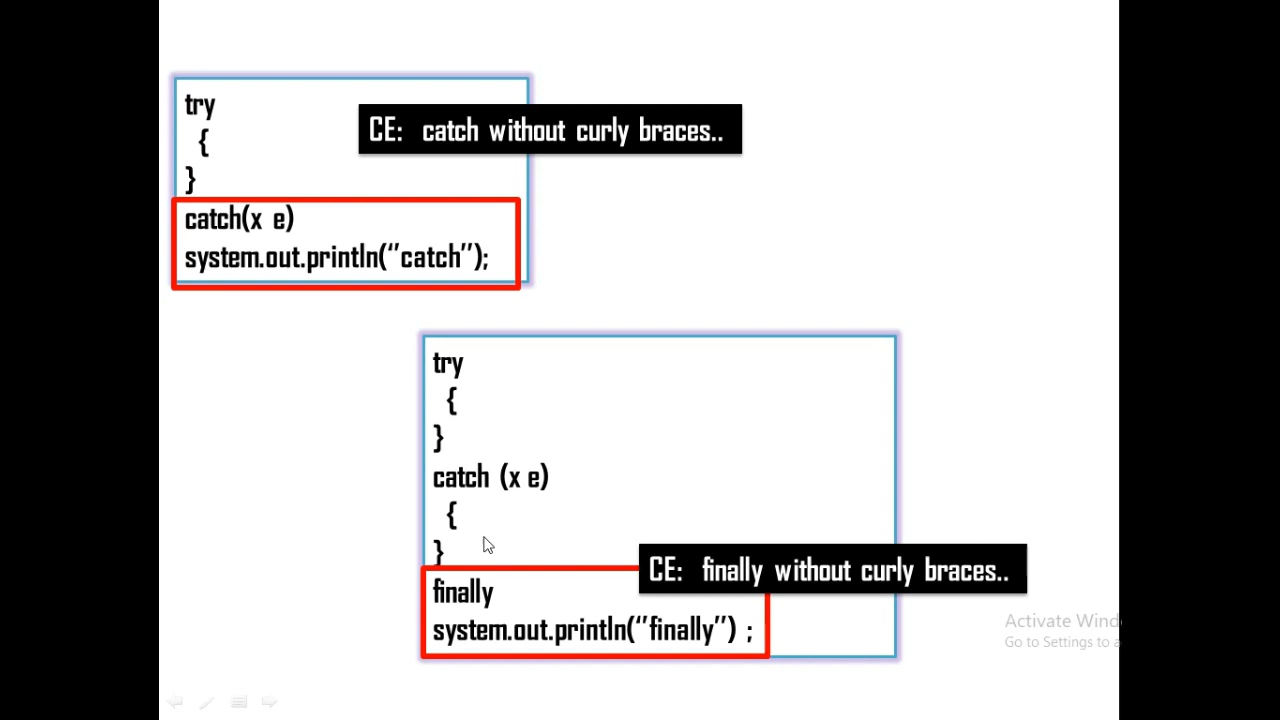 try
{
}
CE: catch without curly braces..
catch(x e)
system.out.println(‘’catch’’);
try
{
}
catch (x e)
{
}
CE: finally without curly braces..
finally
system.out.println(‘’finally’’) ;
Activate Wind
Go to Settings to a